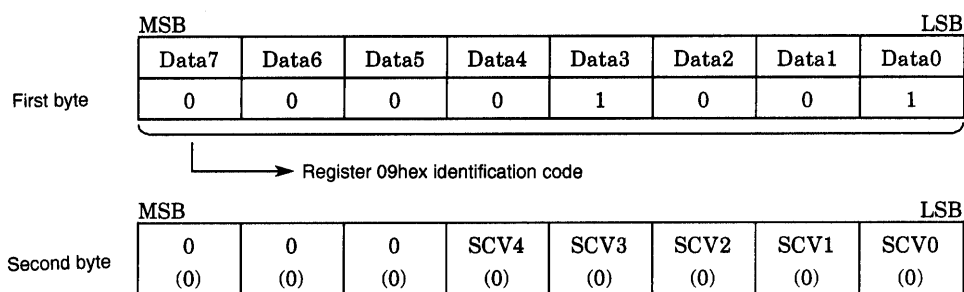 MSB LSB
Data7 Data6 Data5 Data4 Data3 Data2 Data1 Data0
First byte 0 0 0 0 1 0 0 1
Register 09hex identification code
MSB LSB
0 0 0 SCV4 SCV3 SCV2 SCV1 SCV0
Second byte
(0) (0) (0) (0) (0) (0) (0) (0)